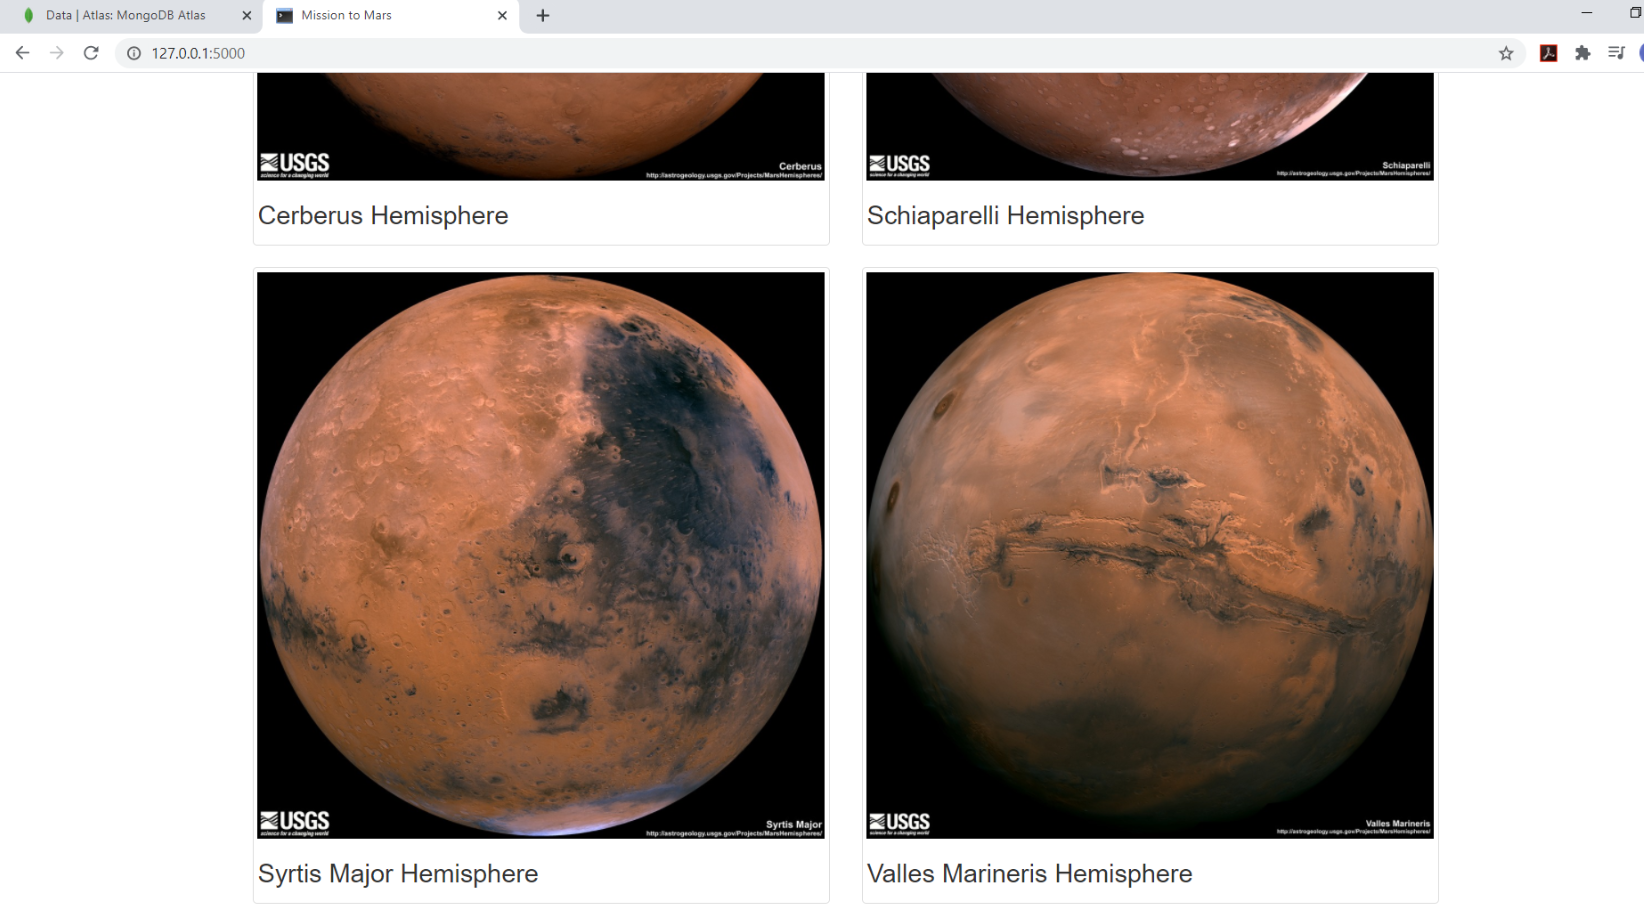 Data | Atlas: MongoDB Atlas
Mission to Mars
127.0.0.1:5000
USGS
science for a changing world
Cerberus
http://astrogeology.usgs.gov/Projects/MarsHemispheres/
USGS
science for a changing world
Schiaparelli
http://astrogeology.usgs.gov/Projects/MarsHemispheres/
Cerberus Hemisphere
Schiaparelli Hemisphere
USGS
science for a changing world
Syrtis Major
http://astrogeology.usgs.gov/Projects/MarsHemispheres/
USGS
science for a changing world
Valles Marineris
http://astrogeology.usgs.gov/Projects/MarsHemispheres/
Syrtis Major Hemisphere
Valles Marineris Hemisphere